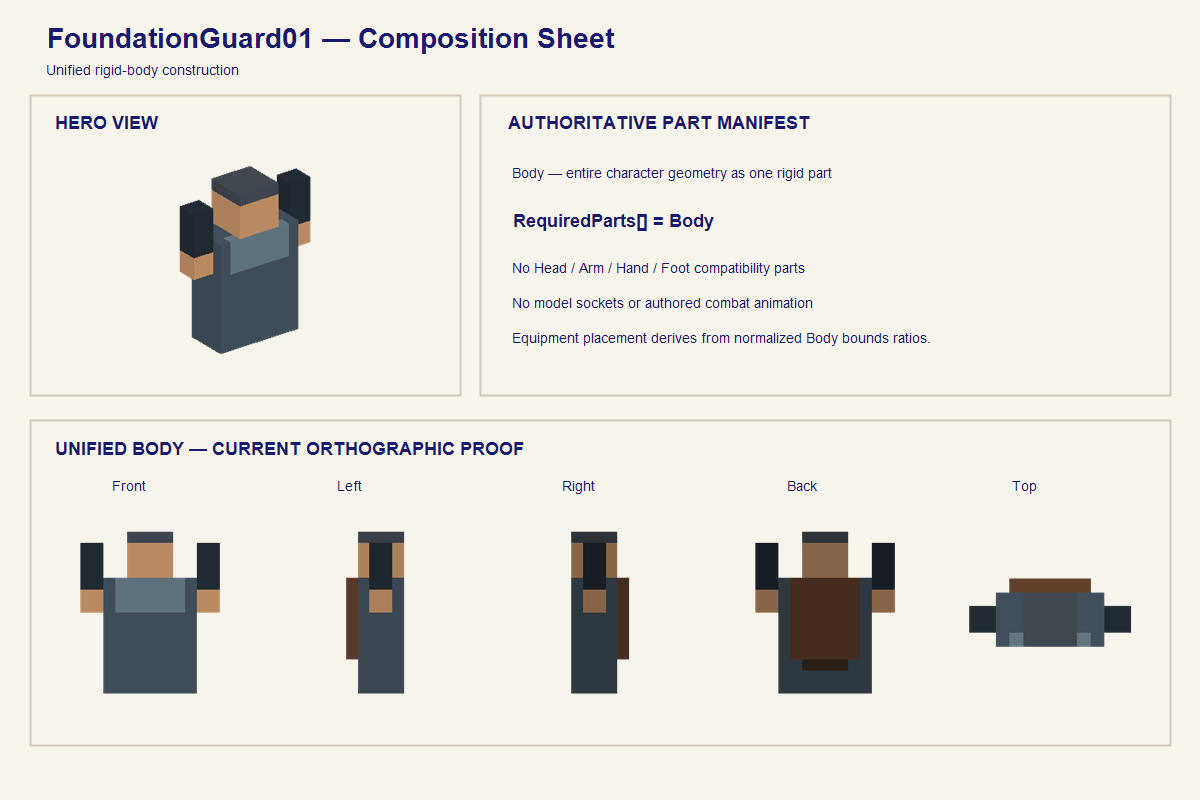 FoundationGuard01 — Composition Sheet
Unified rigid-body construction
HERO VIEW
AUTHORITATIVE PART MANIFEST
Body — entire character geometry as one rigid part
RequiredParts[] = Body
No Head / Arm / Hand / Foot compatibility parts
No model sockets or authored combat animation
Equipment placement derives from normalized Body bounds ratios.
UNIFIED BODY — CURRENT ORTHOGRAPHIC PROOF
Front Left Right Back Top